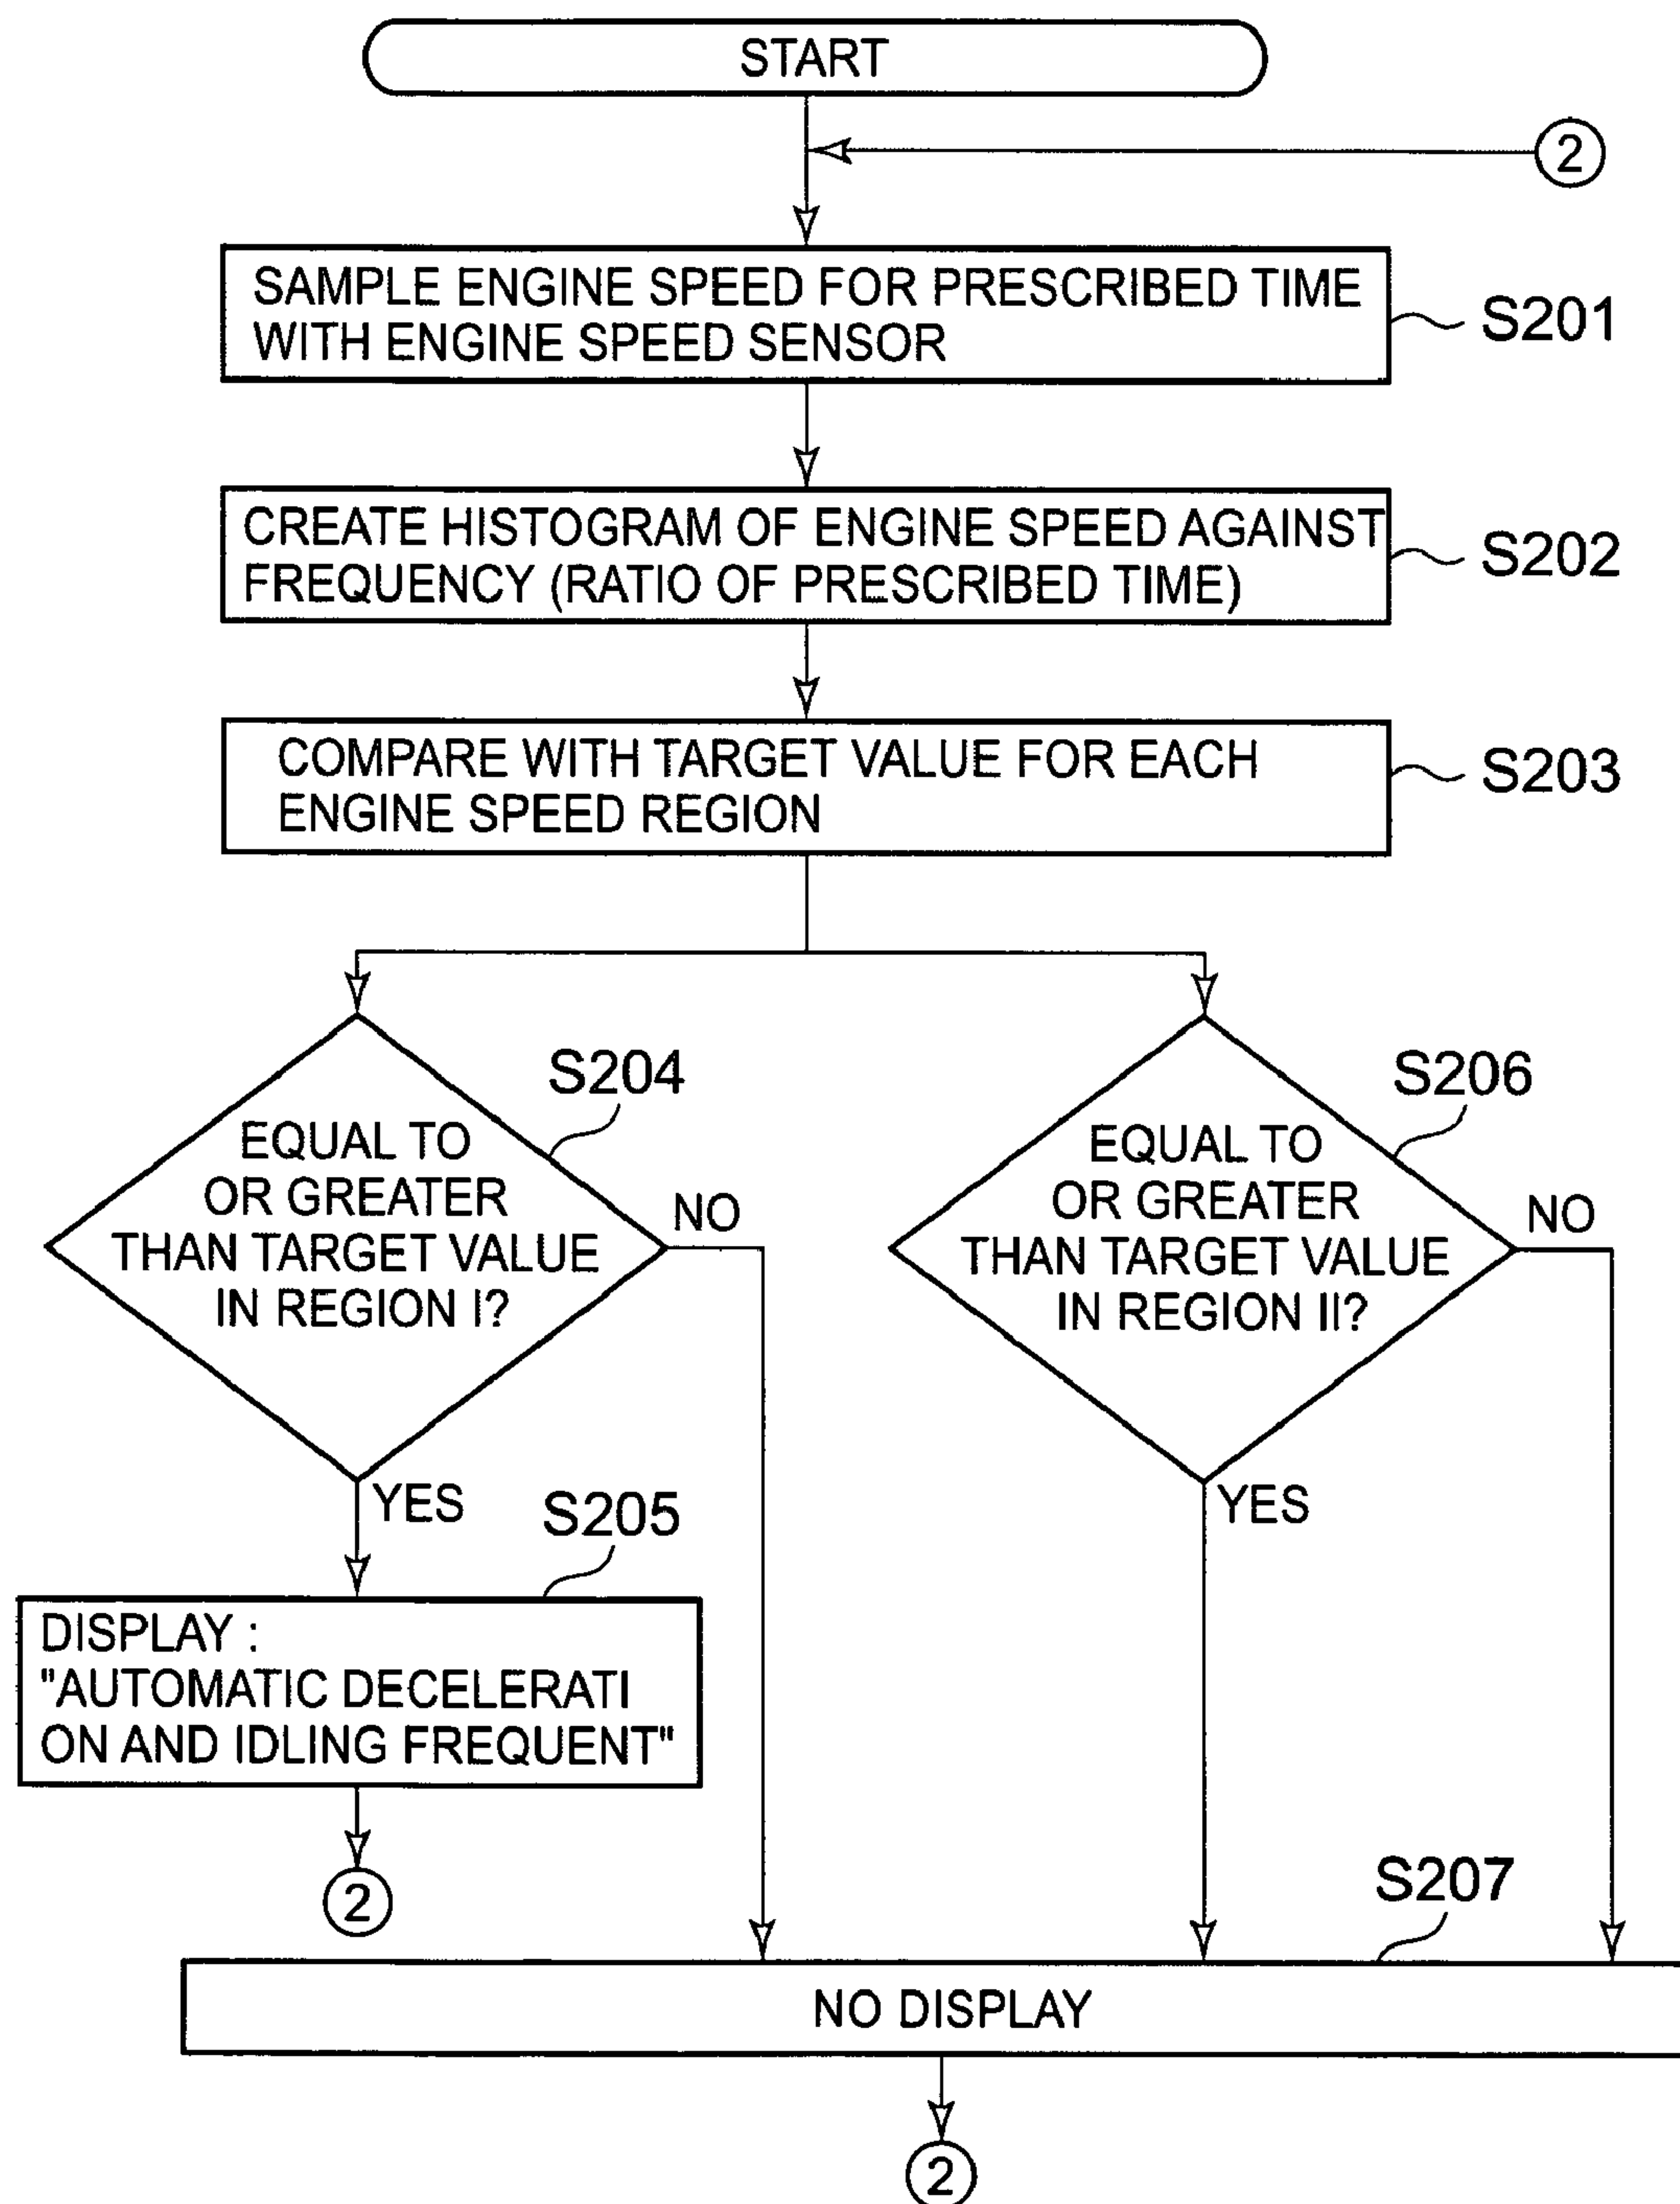 START
2
SAMPLE ENGINE SPEED FOR PRESCRIBED TIME
WITH ENGINE SPEED SENSOR
S201
CREATE HISTOGRAM OF ENGINE SPEED AGAINST
FREQUENCY (RATIO OF PRESCRIBED TIME)
S202
COMPARE WITH TARGET VALUE FOR EACH
ENGINE SPEED REGION
S203
S204
EQUAL TO
OR GREATER
THAN TARGET VALUE
IN REGION I?
NO
YES
S206
EQUAL TO
OR GREATER
THAN TARGET VALUE
IN REGION II?
NO
YES
S205
DISPLAY :
"AUTOMATIC DECELERATI
ON AND IDLING FREQUENT"
2
S207
NO DISPLAY
2